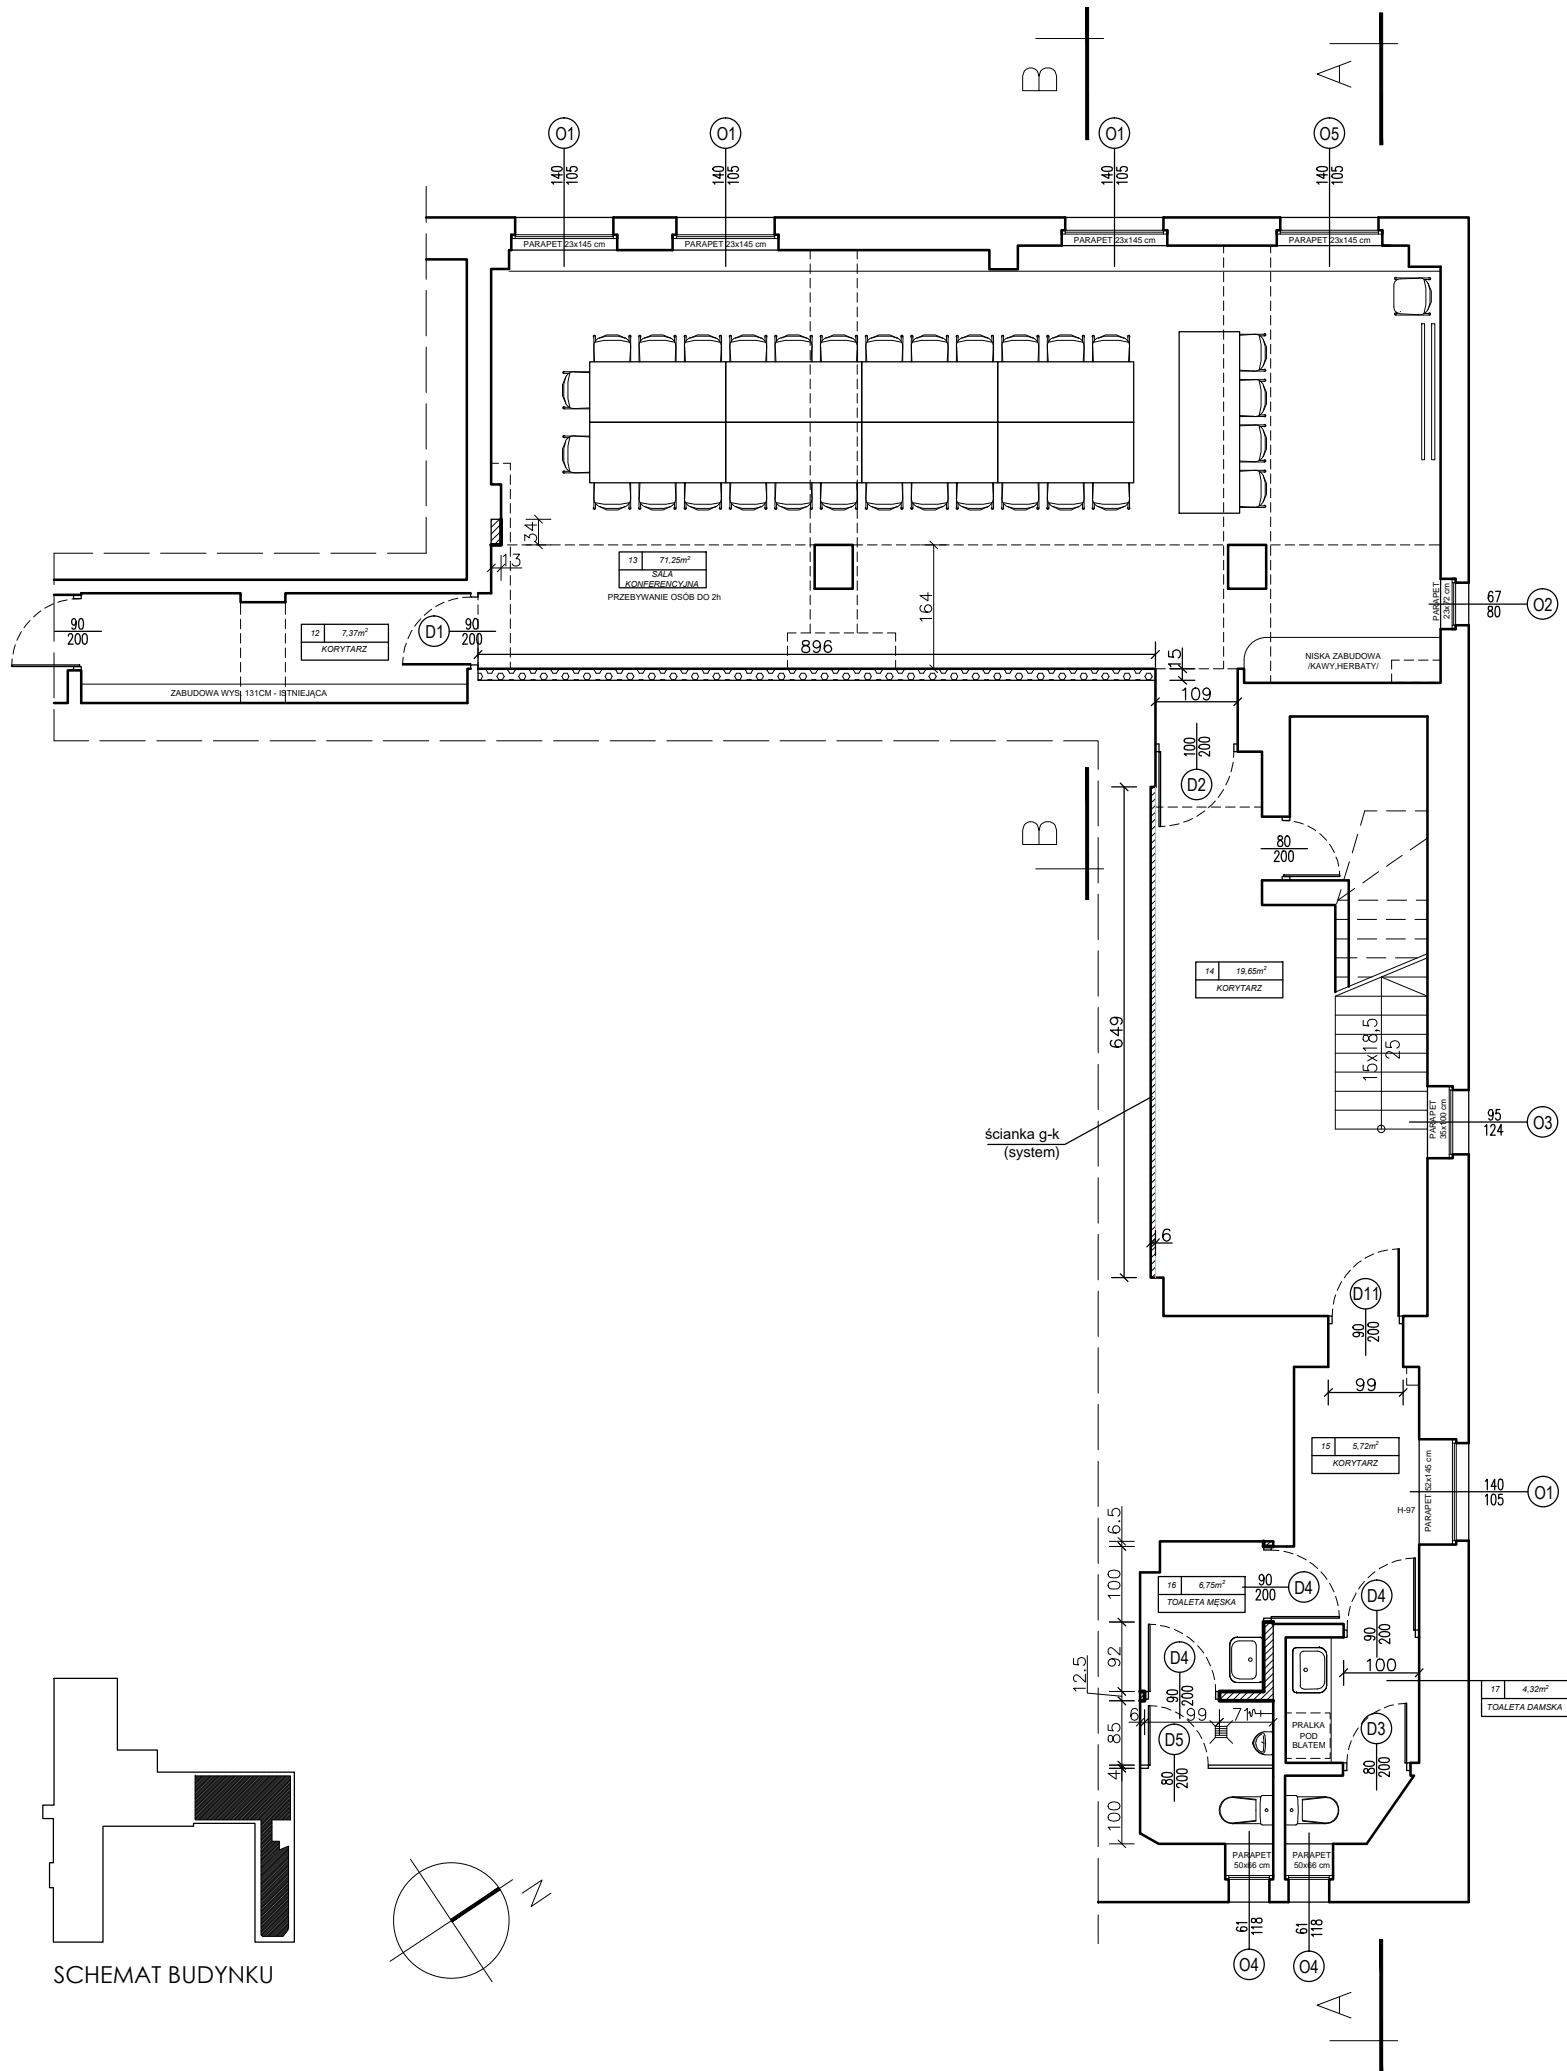 B
A
O1
O1
O1
O5
140
105
140
105
140
105
140
105
PARAPET 23x145 cm
PARAPET 23x145 cm
PARAPET 23x145 cm
PARAPET 23x145 cm
34
13
13 71,25m²
SALA
KONFERENCYJNA
PRZEBYWANIE OSÓB DO 2h
164
PARAPET
23x72 cm
67
80
O2
90
200
12 7,37m²
KORYTARZ
D1
90
200
896
15
NISKA ZABUDOWA
/KAWY,HERBATY/
ZABUDOWA WYS. 131CM - ISTNIEJĄCA
109
100
200
D2
B
80
200
14 19,65m²
KORYTARZ
649
15x18,5
25
PARAPET
35x100 cm
95
124
O3
ścianka g-k
(system)
6
D11
90
200
99
15 5,72m²
KORYTARZ
PARAPET 52x145 cm
H-97
140
105
O1
6.5
100
16 6,75m²
TOALETA MĘSKA
90
200
D4
D4
90
200
92
12.5
D4
90
200
100
17 4,32m²
TOALETA DAMSKA
6
99
71
85
D5
80
200
PRALKA
POD
BLATEM
D3
80
200
4
100
PARAPET
50x66 cm
PARAPET
50x66 cm
61
118
61
118
O4
O4
N
SCHEMAT BUDYNKU
A